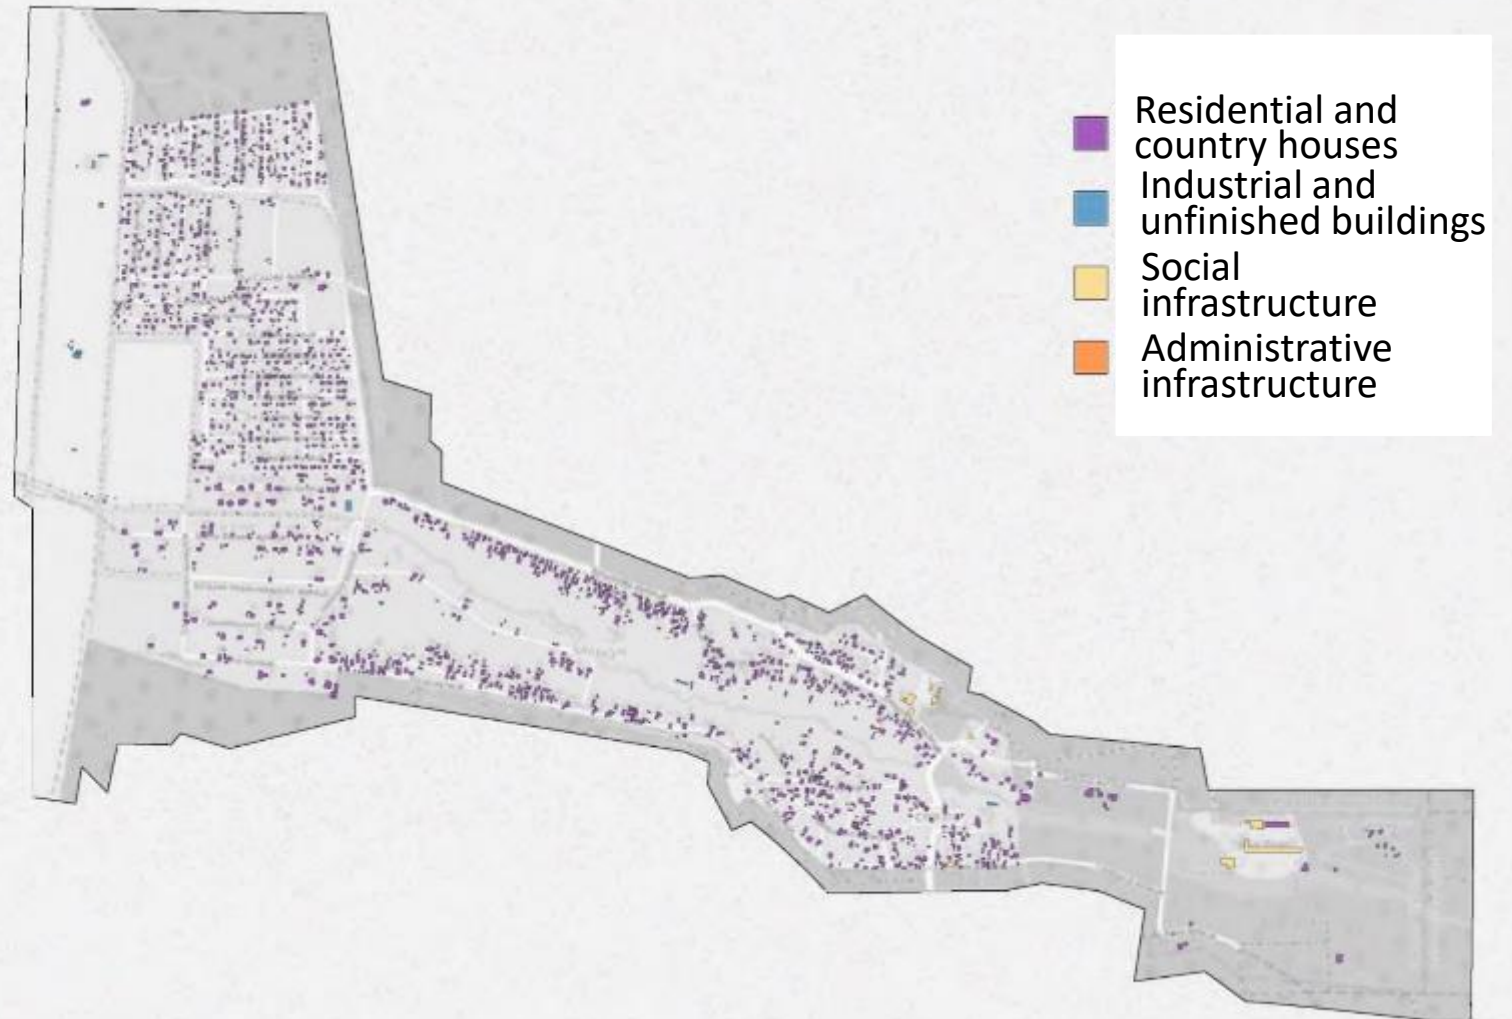 Residential and
country houses
Industrial and
unfinished buildings
Social
infrastructure
Administrative
infrastructure